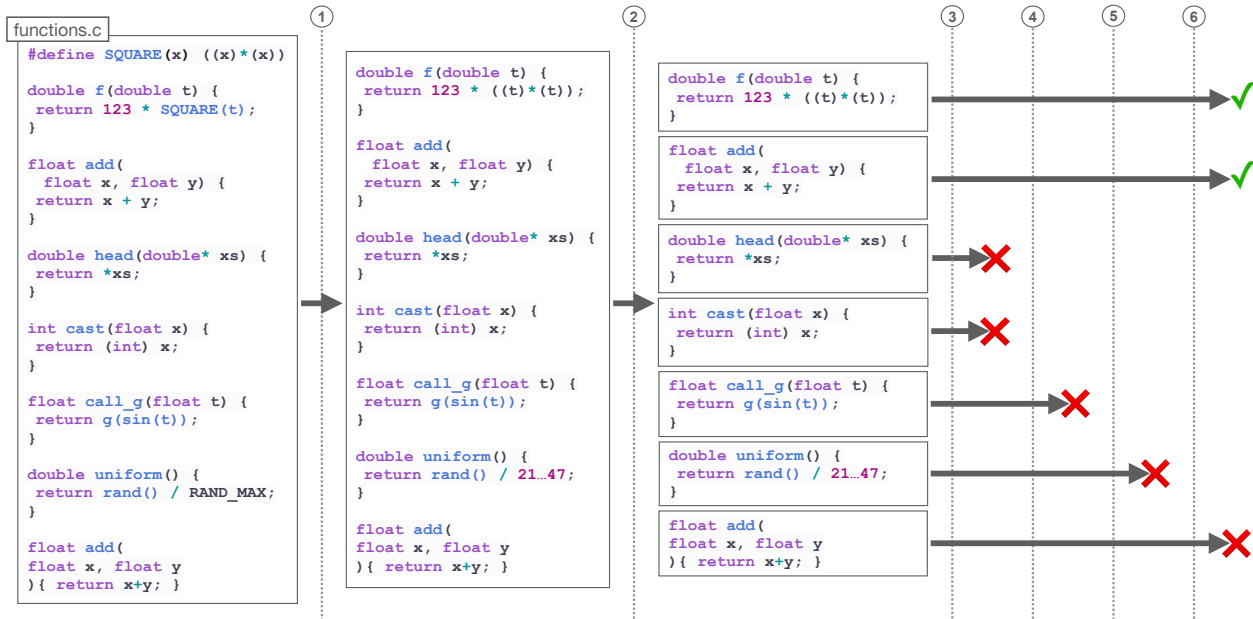 1
2
3
4
5
6
functions.c
#define SQUARE(x) ((x)*(x))
double f(double t) {
return 123 * SQUARE(t);
}
float add(
float x, float y) {
return x + y;
}
double head(double* xs) {
return *xs;
}
int cast(float x) {
return (int) x;
}
float call_g(float t) {
return g(sin(t));
}
double uniform() {
return rand() / RAND_MAX;
}
float add(
float x, float y
){ return x+y; }
double f(double t) {
return 123 * ((t)*(t));
}
float add(
float x, float y) {
return x + y;
}
double head(double* xs) {
return *xs;
}
int cast(float x) {
return (int) x;
}
float call_g(float t) {
return g(sin(t));
}
double uniform() {
return rand() / 21…47;
}
float add(
float x, float y
){ return x+y; }
double f(double t) {
return 123 * ((t)*(t));
}
float add(
float x, float y) {
return x + y;
}
double head(double* xs) {
return *xs;
}
int cast(float x) {
return (int) x;
}
float call_g(float t) {
return g(sin(t));
}
double uniform() {
return rand() / 21…47;
}
float add(
float x, float y
){ return x+y; }